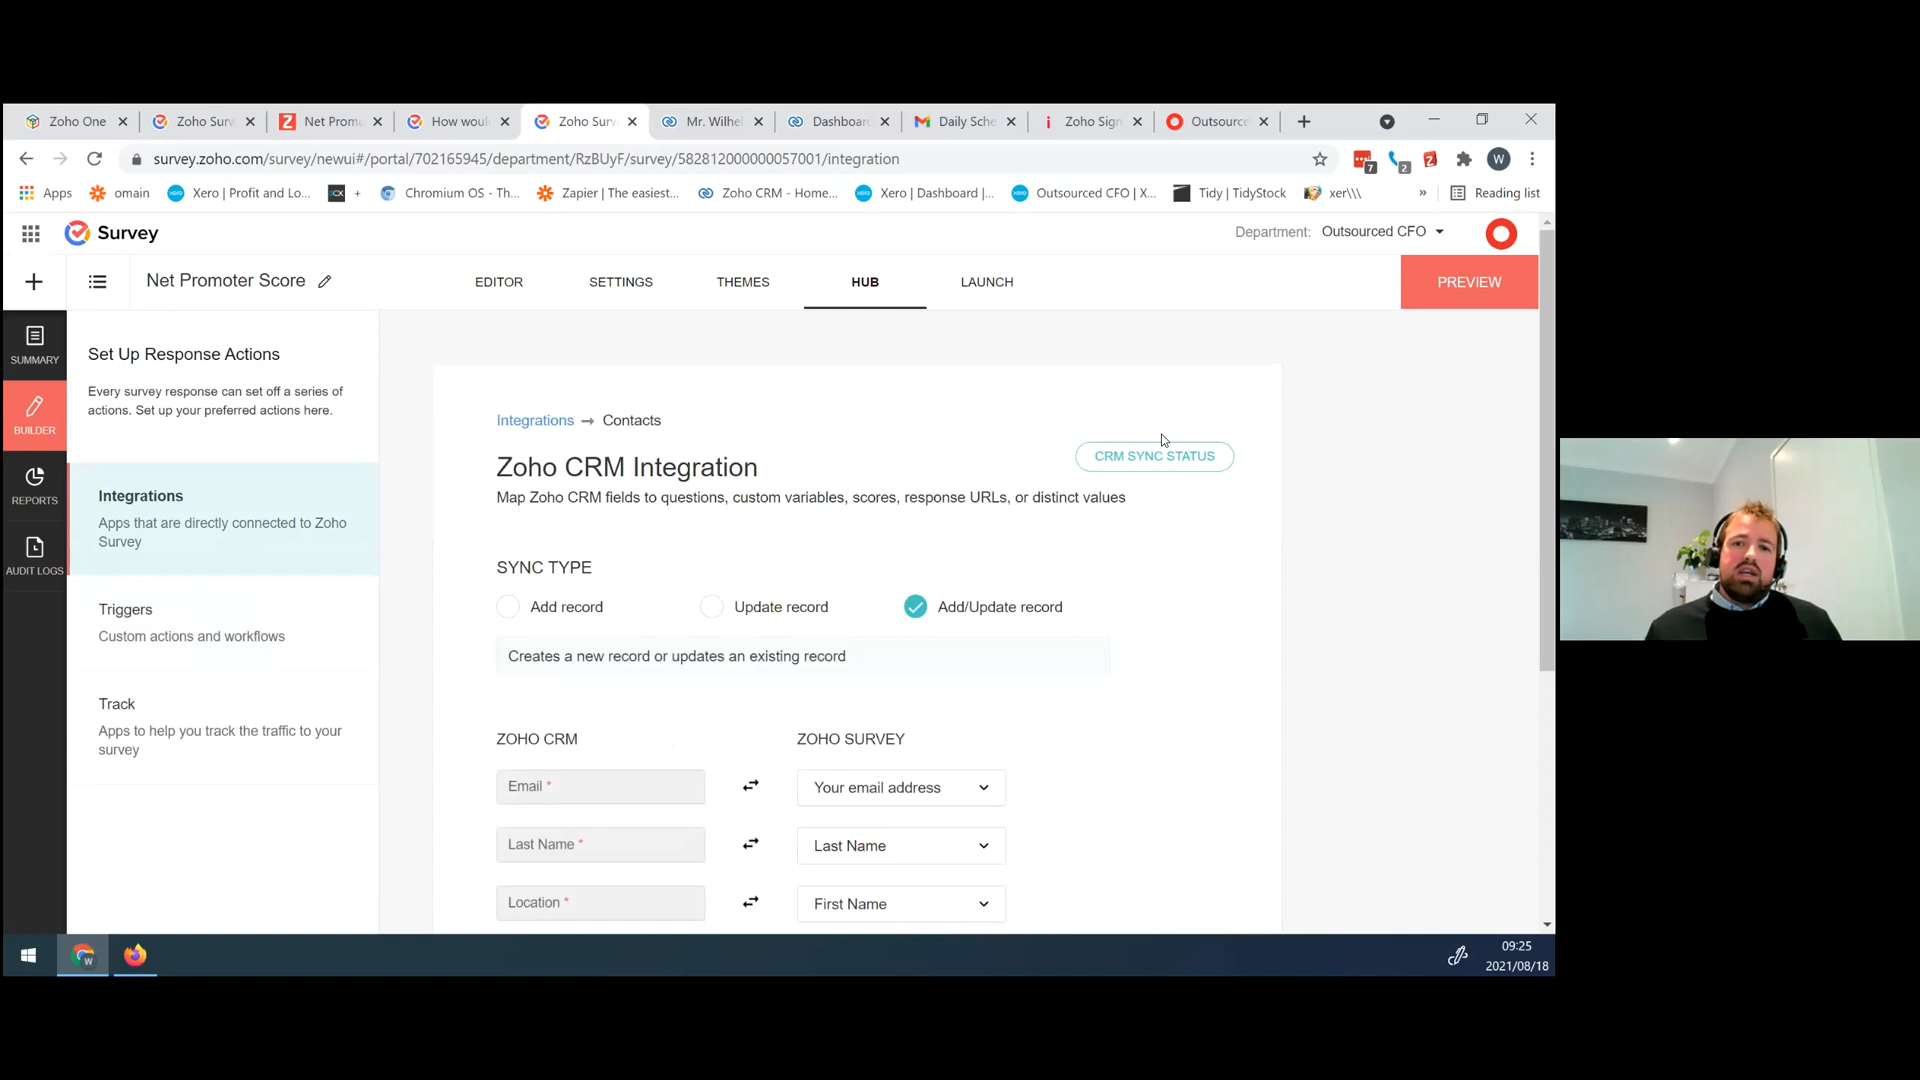 Zoho One
Zoho Surv
Net Promo
How woul
Zoho Surv
Mr. Wilhel
Dashboar
Daily Sche
Zoho Sign
Outsource
survey.zoho.com/survey/newui#/portal/702165945/department/RzBUyF/survey/582812000000057001/integration
7
2
W
Apps
omain
Xero | Profit and Lo...
+
Chromium OS - Th...
Zapier | The easiest...
Zoho CRM - Home...
Xero | Dashboard |...
Outsourced CFO | X...
Tidy | TidyStock
xer\\\
»
Reading list
Survey
Department: Outsourced CFO
Net Promoter Score
EDITOR
SETTINGS
THEMES
HUB
LAUNCH
PREVIEW
SUMMARY
BUILDER
REPORTS
AUDIT LOGS
Set Up Response Actions
Every survey response can set off a series of
actions. Set up your preferred actions here.
Integrations
Apps that are directly connected to Zoho
Survey
Triggers
Custom actions and workflows
Track
Apps to help you track the traffic to your
survey
Integrations → Contacts
CRM SYNC STATUS
Zoho CRM Integration
Map Zoho CRM fields to questions, custom variables, scores, response URLs, or distinct values
SYNC TYPE
Add record
Update record
Add/Update record
Creates a new record or updates an existing record
ZOHO CRM
ZOHO SURVEY
Email *
Your email address
Last Name *
Last Name
Location *
First Name
W
09:25
2021/08/18